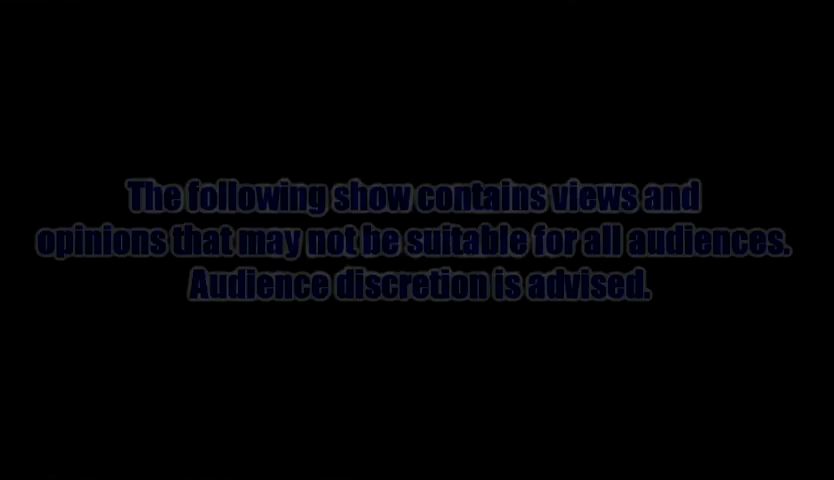 The following show contains views and
opinions that may not be suitable for all audiences.
Audience discretion is advised.